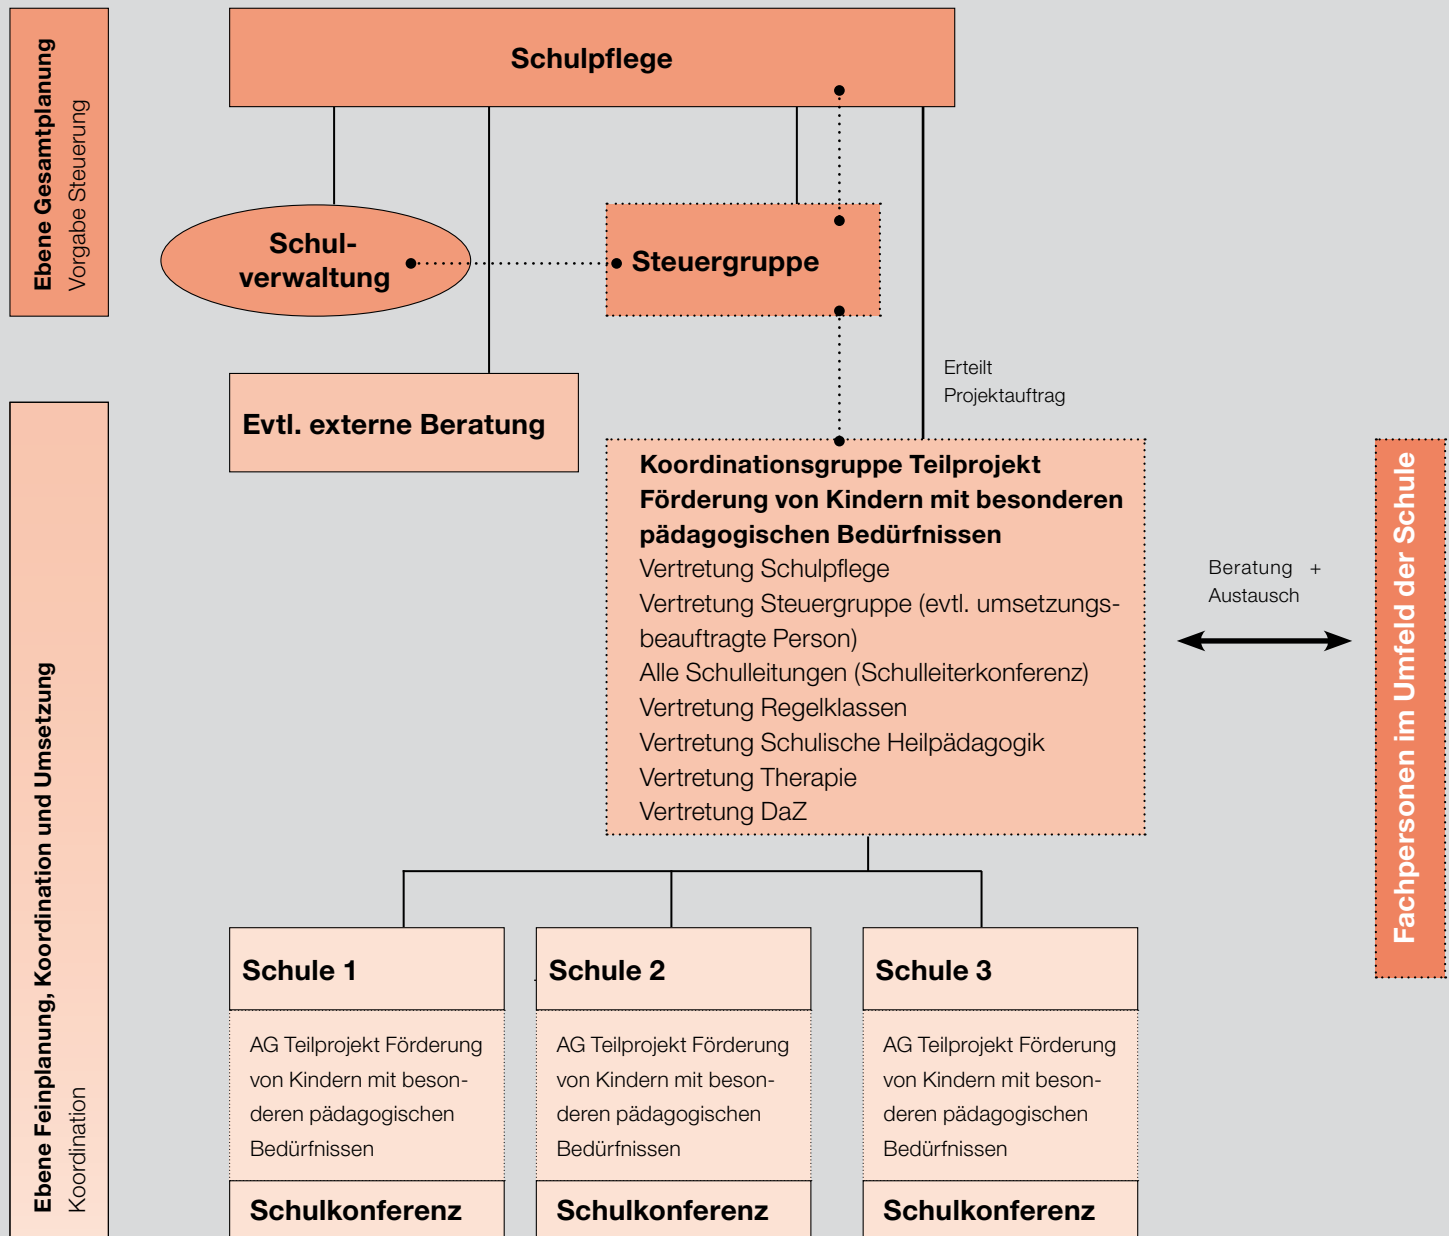 Ebene Gesamtplanung
Vorgabe Steuerung
Schulpflege
Schul-
verwaltung
Steuergruppe
Evtl. externe Beratung
Erteilt
Projektauftrag
Ebene Feinplanung, Koordination und Umsetzung
Koordination
Koordinationsgruppe Teilprojekt
Förderung von Kindern mit besonderen
pädagogischen Bedürfnissen
Vertretung Schulpflege
Vertretung Steuergruppe (evtl. umsetzungs-
beauftragte Person)
Alle Schulleitungen (Schulleiterkonferenz)
Vertretung Regelklassen
Vertretung Schulische Heilpädagogik
Vertretung Therapie
Vertretung DaZ
Beratung +
Austausch
Fachpersonen im Umfeld der Schule
Schule 1
AG Teilprojekt Förderung
von Kindern mit beson-
deren pädagogischen
Bedürfnissen
Schulkonferenz
Schule 2
AG Teilprojekt Förderung
von Kindern mit beson-
deren pädagogischen
Bedürfnissen
Schulkonferenz
Schule 3
AG Teilprojekt Förderung
von Kindern mit beson-
deren pädagogischen
Bedürfnissen
Schulkonferenz